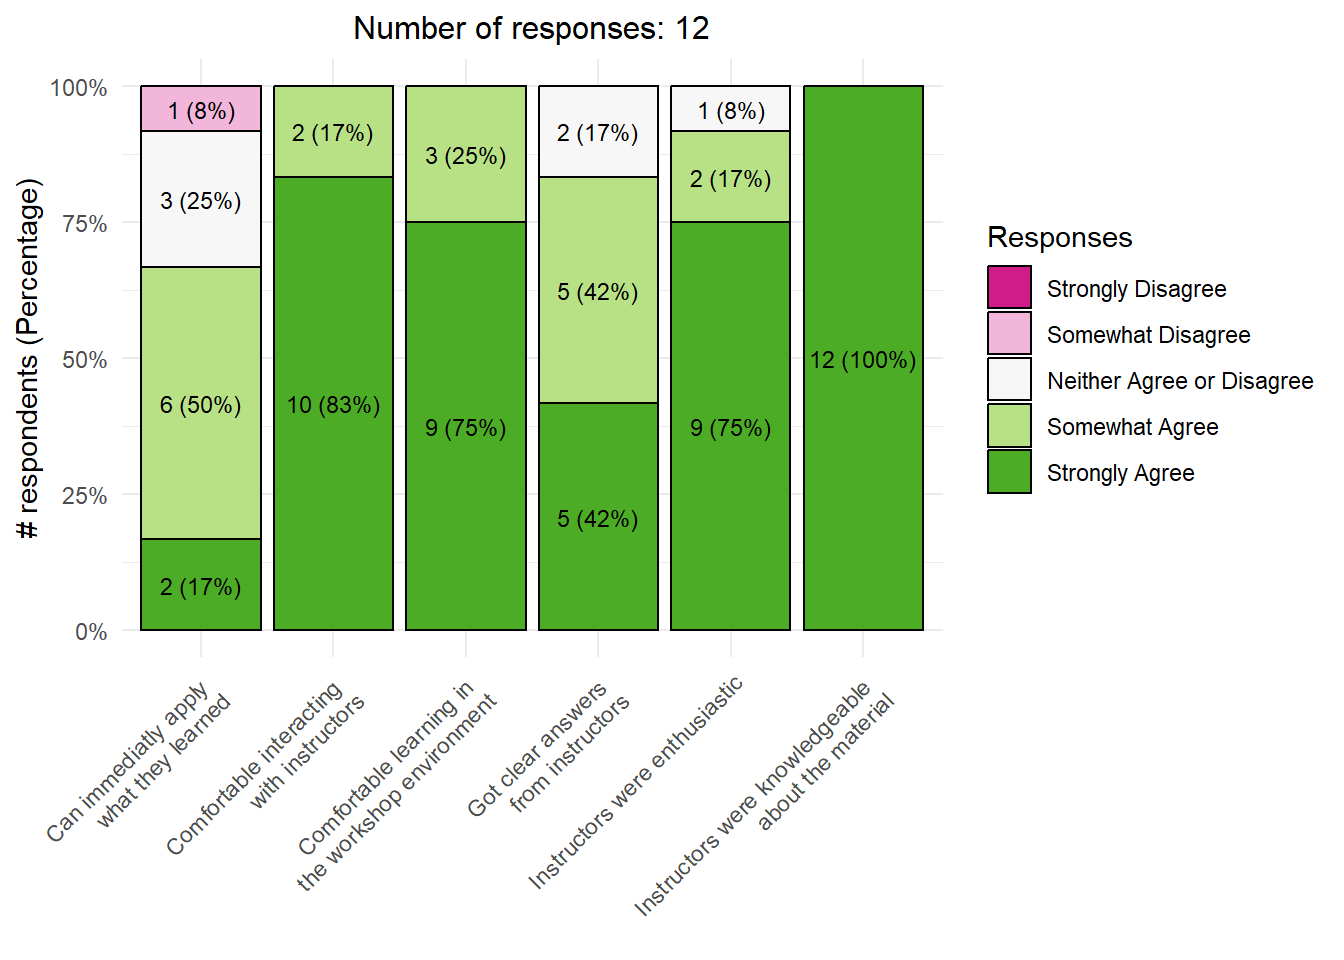 Number of responses: 12
# respondents (Percentage)
100%
75%
50%
25%
0%
1 (8%)
3 (25%)
6 (50%)
2 (17%)
2 (17%)
10 (83%)
3 (25%)
9 (75%)
2 (17%)
5 (42%)
5 (42%)
1 (8%)
2 (17%)
9 (75%)
12 (100%)
Can immediatly apply
what they learned
Comfortable interacting
with instructors
Comfortable learning in
the workshop environment
Got clear answers
from instructors
Instructors were enthusiastic
Instructors were knowledgeable
about the material
Responses
Strongly Disagree
Somewhat Disagree
Neither Agree or Disagree
Somewhat Agree
Strongly Agree